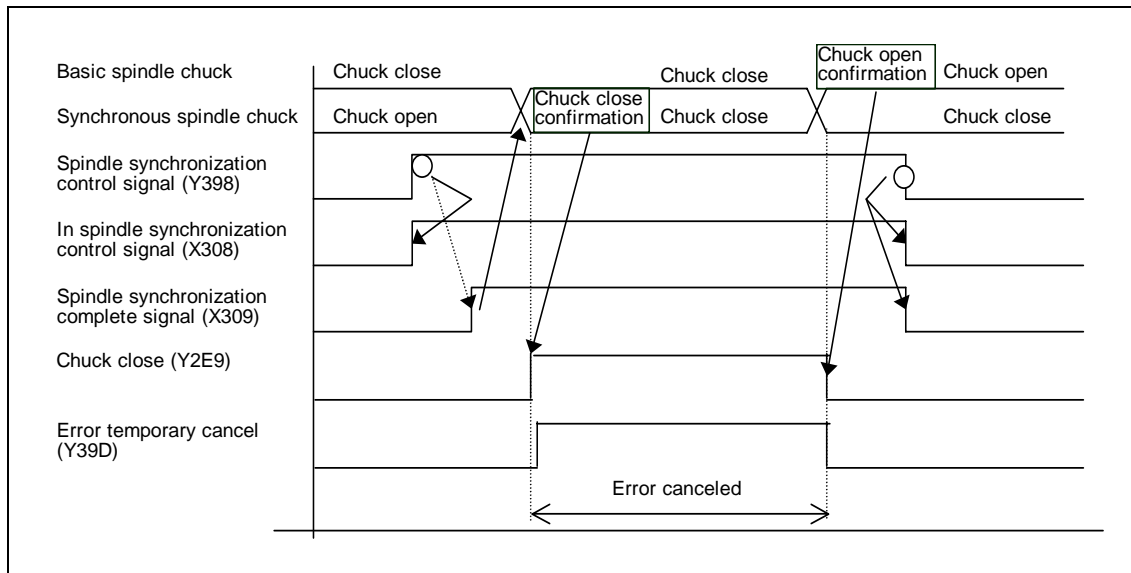 Basic spindle chuck
Chuck close
Chuck close
Chuck open
confirmation
Chuck open
Synchronous spindle chuck
Chuck open
Chuck close
confirmation
Chuck close
Chuck close
Spindle synchronization
control signal (Y398)
In spindle synchronization
control signal (X308)
Spindle synchronization
complete signal (X309)
Chuck close (Y2E9)
Error temporary cancel
(Y39D)
Error canceled